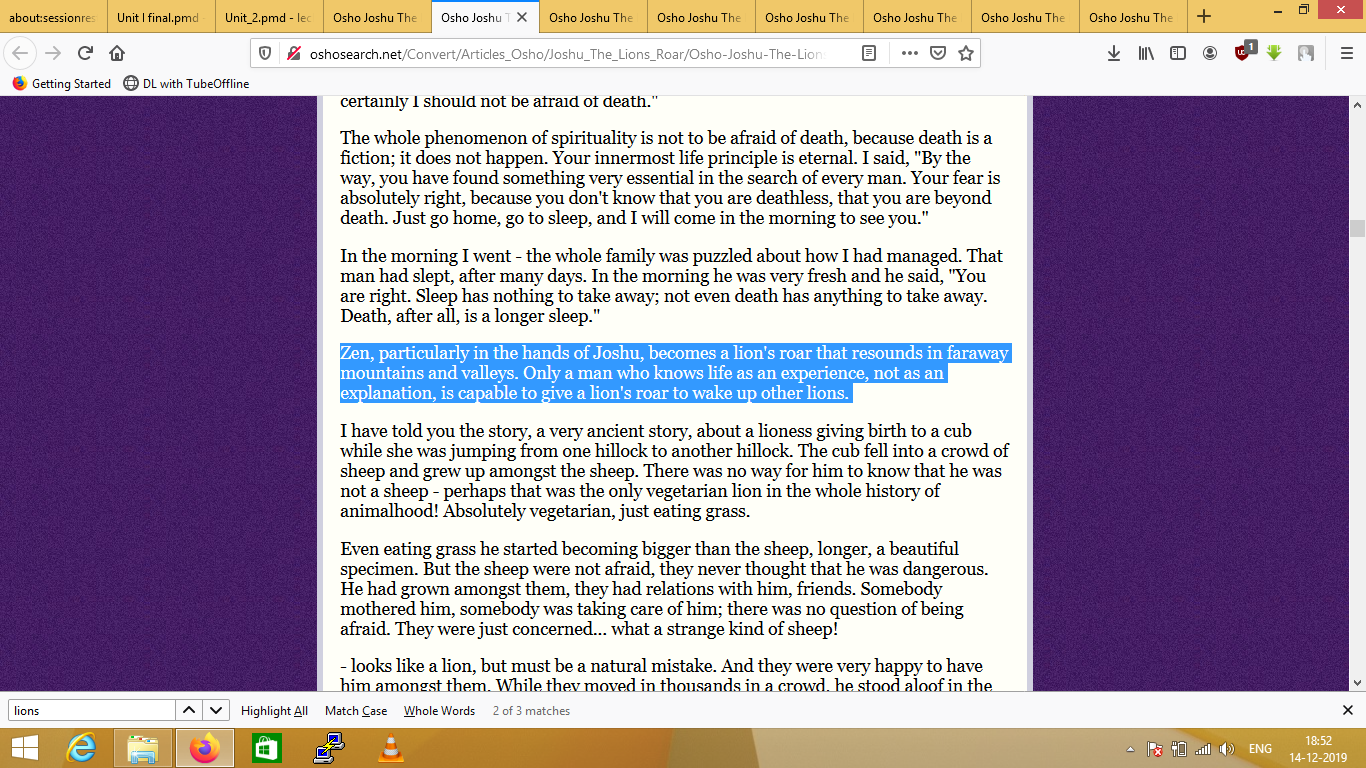 about:sessionres
Unit I final.pmd -
Unit_2.pmd - lec
Osho Joshu The
Osho Joshu T
Osho Joshu The
Osho Joshu The
Osho Joshu The
Osho Joshu The
Osho Joshu The
Osho Joshu The
oshosearch.net/Convert/Articles_Osho/Joshu_The_Lions_Roar/Osho-Joshu-The-Lion
1
Getting Started
DL with TubeOffline
certainly I should not be afraid of death."
The whole phenomenon of spirituality is not to be afraid of death, because death is a
fiction; it does not happen. Your innermost life principle is eternal. I said, "By the
way, you have found something very essential in the search of every man. Your fear is
absolutely right, because you don't know that you are deathless, that you are beyond
death. Just go home, go to sleep, and I will come in the morning to see you."
In the morning I went - the whole family was puzzled about how I had managed. That
man had slept, after many days. In the morning he was very fresh and he said, "You
are right. Sleep has nothing to take away; not even death has anything to take away.
Death, after all, is a longer sleep."
Zen, particularly in the hands of Joshu, becomes a lion's roar that resounds in faraway
mountains and valleys. Only a man who knows life as an experience, not as an
explanation, is capable to give a lion's roar to wake up other lions.
I have told you the story, a very ancient story, about a lioness giving birth to a cub
while she was jumping from one hillock to another hillock. The cub fell into a crowd of
sheep and grew up amongst the sheep. There was no way for him to know that he was
not a sheep - perhaps that was the only vegetarian lion in the whole history of
animalhood! Absolutely vegetarian, just eating grass.
Even eating grass he started becoming bigger than the sheep, longer, a beautiful
specimen. But the sheep were not afraid, they never thought that he was dangerous.
He had grown amongst them, they had relations with him, friends. Somebody
mothered him, somebody was taking care of him; there was no question of being
afraid. They were just concerned... what a strange kind of sheep!
- looks like a lion, but must be a natural mistake. And they were very happy to have
him amongst them. While they moved in thousands in a crowd, he stood aloof in the
lions
Highlight All
Match Case
Whole Words
2 of 3 matches
ENG
18:52
14-12-2019